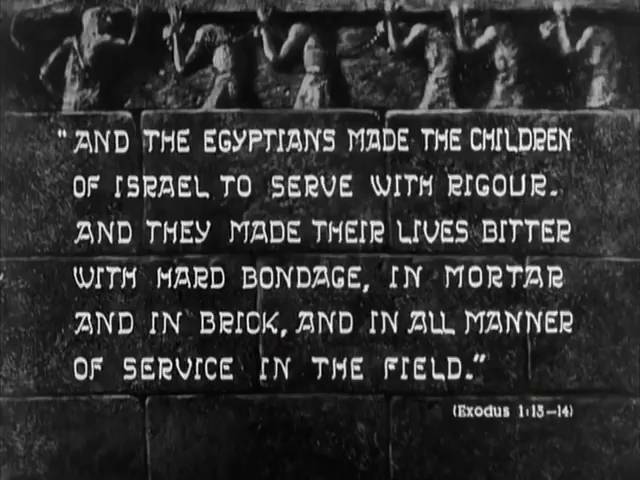 "AND THE EGYPTIANS MADE THE CHILDREN
OF ISRAEL TO SERVE WITH RIGOUR.
AND THEY MADE THEIR LIVES BITTER
WITH HARD BONDAGE, IN MORTAR
AND IN BRICK, AND IN ALL MANNER
OF SERVICE IN THE FIELD."
(Exodus 1:13—14)